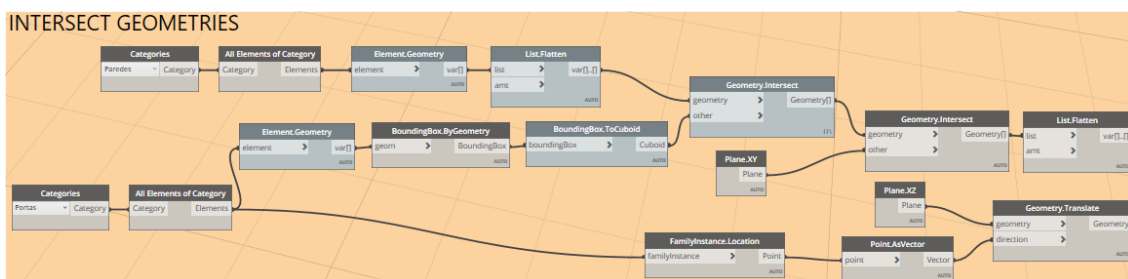 INTERSECT GEOMETRIES
Categories
Paredes Category
All Elements of Category
Category Elements
Element.Geometry
element > var[]
AUTO
List.Flatten
list > var[]..[]
amt >
AUTO
Element.Geometry
element > var[]
AUTO
BoundingBox.ByGeometry
geom > BoundingBox
AUTO
BoundingBox.ToCuboid
boundingBox > Cuboid
AUTO
Geometry.Intersect
geometry > Geometry[]
other >
Geometry.Intersect
geometry > Geometry[]
other >
AUTO
List.Flatten
list > var[]..[]
amt >
AUTO
Plane.XY
Plane
AUTO
Categories
Portas Category
All Elements of Category
Category Elements
Plane.XZ
Plane
AUTO
Geometry.Translate
geometry > Geometry
direction >
AUTO
FamilyInstance.Location
familyInstance > Point
AUTO
Point.AsVector
point > Vector
AUTO